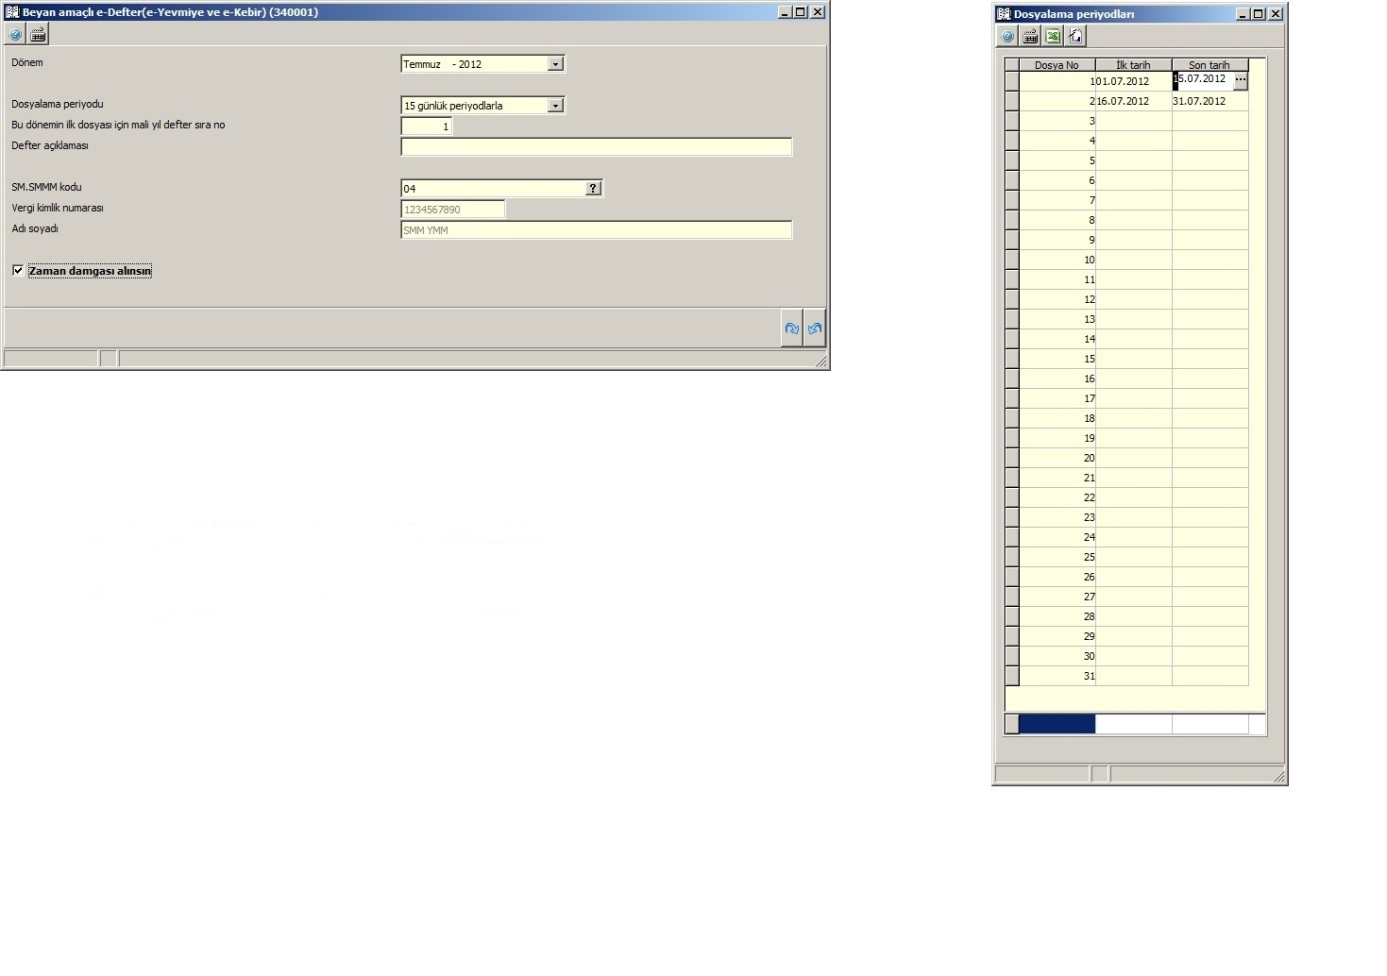 Beyan amaçlı e-Defter(e-Yevmiye ve e-Kebir) (340001)
Dönem
Temmuz - 2012
Dosyalama periyodu
15 günlük periyodlarla
Bu dönemin ilk dosyası için mali yıl defter sıra no
1
Defter açıklaması
SM.SMMM kodu
04
?
Vergi kimlik numarası
1234567890
Adı soyadı
SMM YMM
Zaman damgası alınsın
Dosyalama periyodları
Dosya No İlk tarih Son tarih
1 01.07.2012 15.07.2012 ...
2 16.07.2012 31.07.2012
3
4
5
6
7
8
9
10
11
12
13
14
15
16
17
18
19
20
21
22
23
24
25
26
27
28
29
30
31